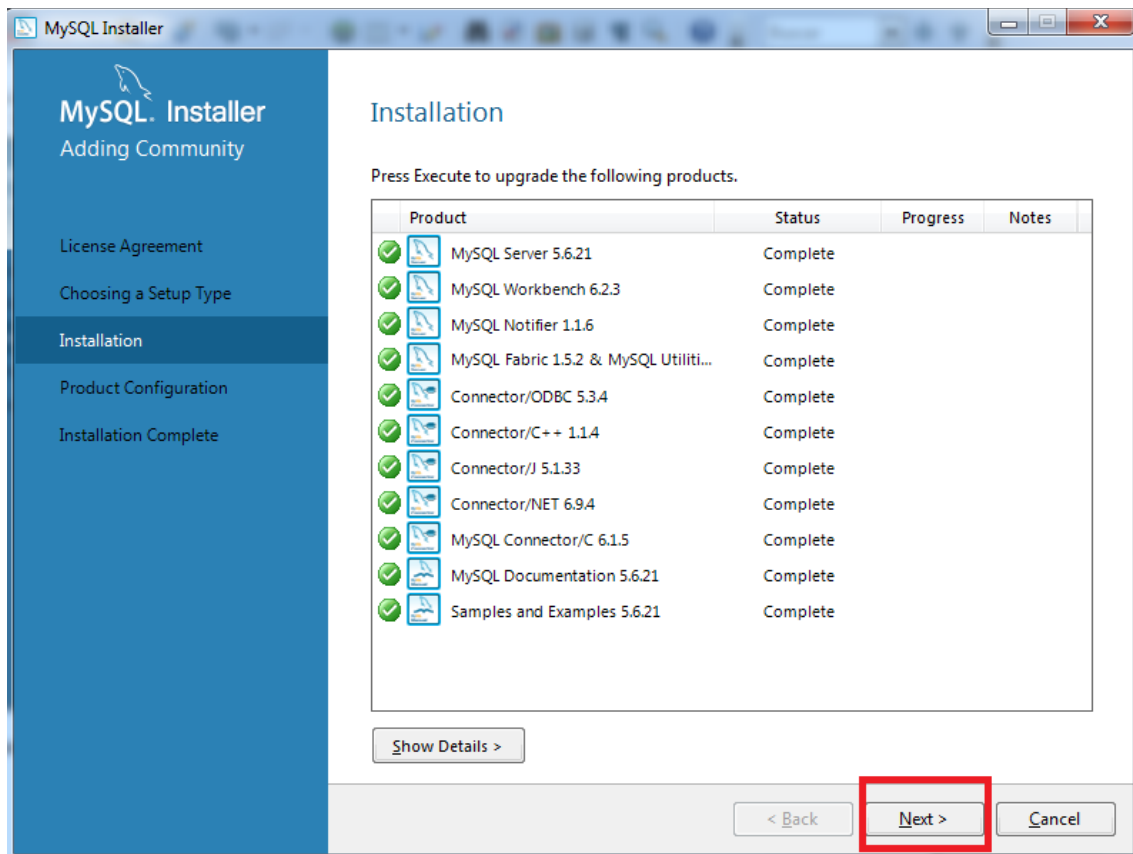 MySQL Installer
MySQL. Installer
Adding Community
License Agreement
Choosing a Setup Type
Installation
Product Configuration
Installation Complete
Installation
Press Execute to upgrade the following products.
Product Status Progress Notes
MySQL Server 5.6.21 Complete
MySQL Workbench 6.2.3 Complete
MySQL Notifier 1.1.6 Complete
MySQL Fabric 1.5.2 & MySQL Utiliti... Complete
Connector/ODBC 5.3.4 Complete
Connector/C++ 1.1.4 Complete
Connector/J 5.1.33 Complete
Connector/NET 6.9.4 Complete
MySQL Connector/C 6.1.5 Complete
MySQL Documentation 5.6.21 Complete
Samples and Examples 5.6.21 Complete
Show Details >
< Back Next > Cancel